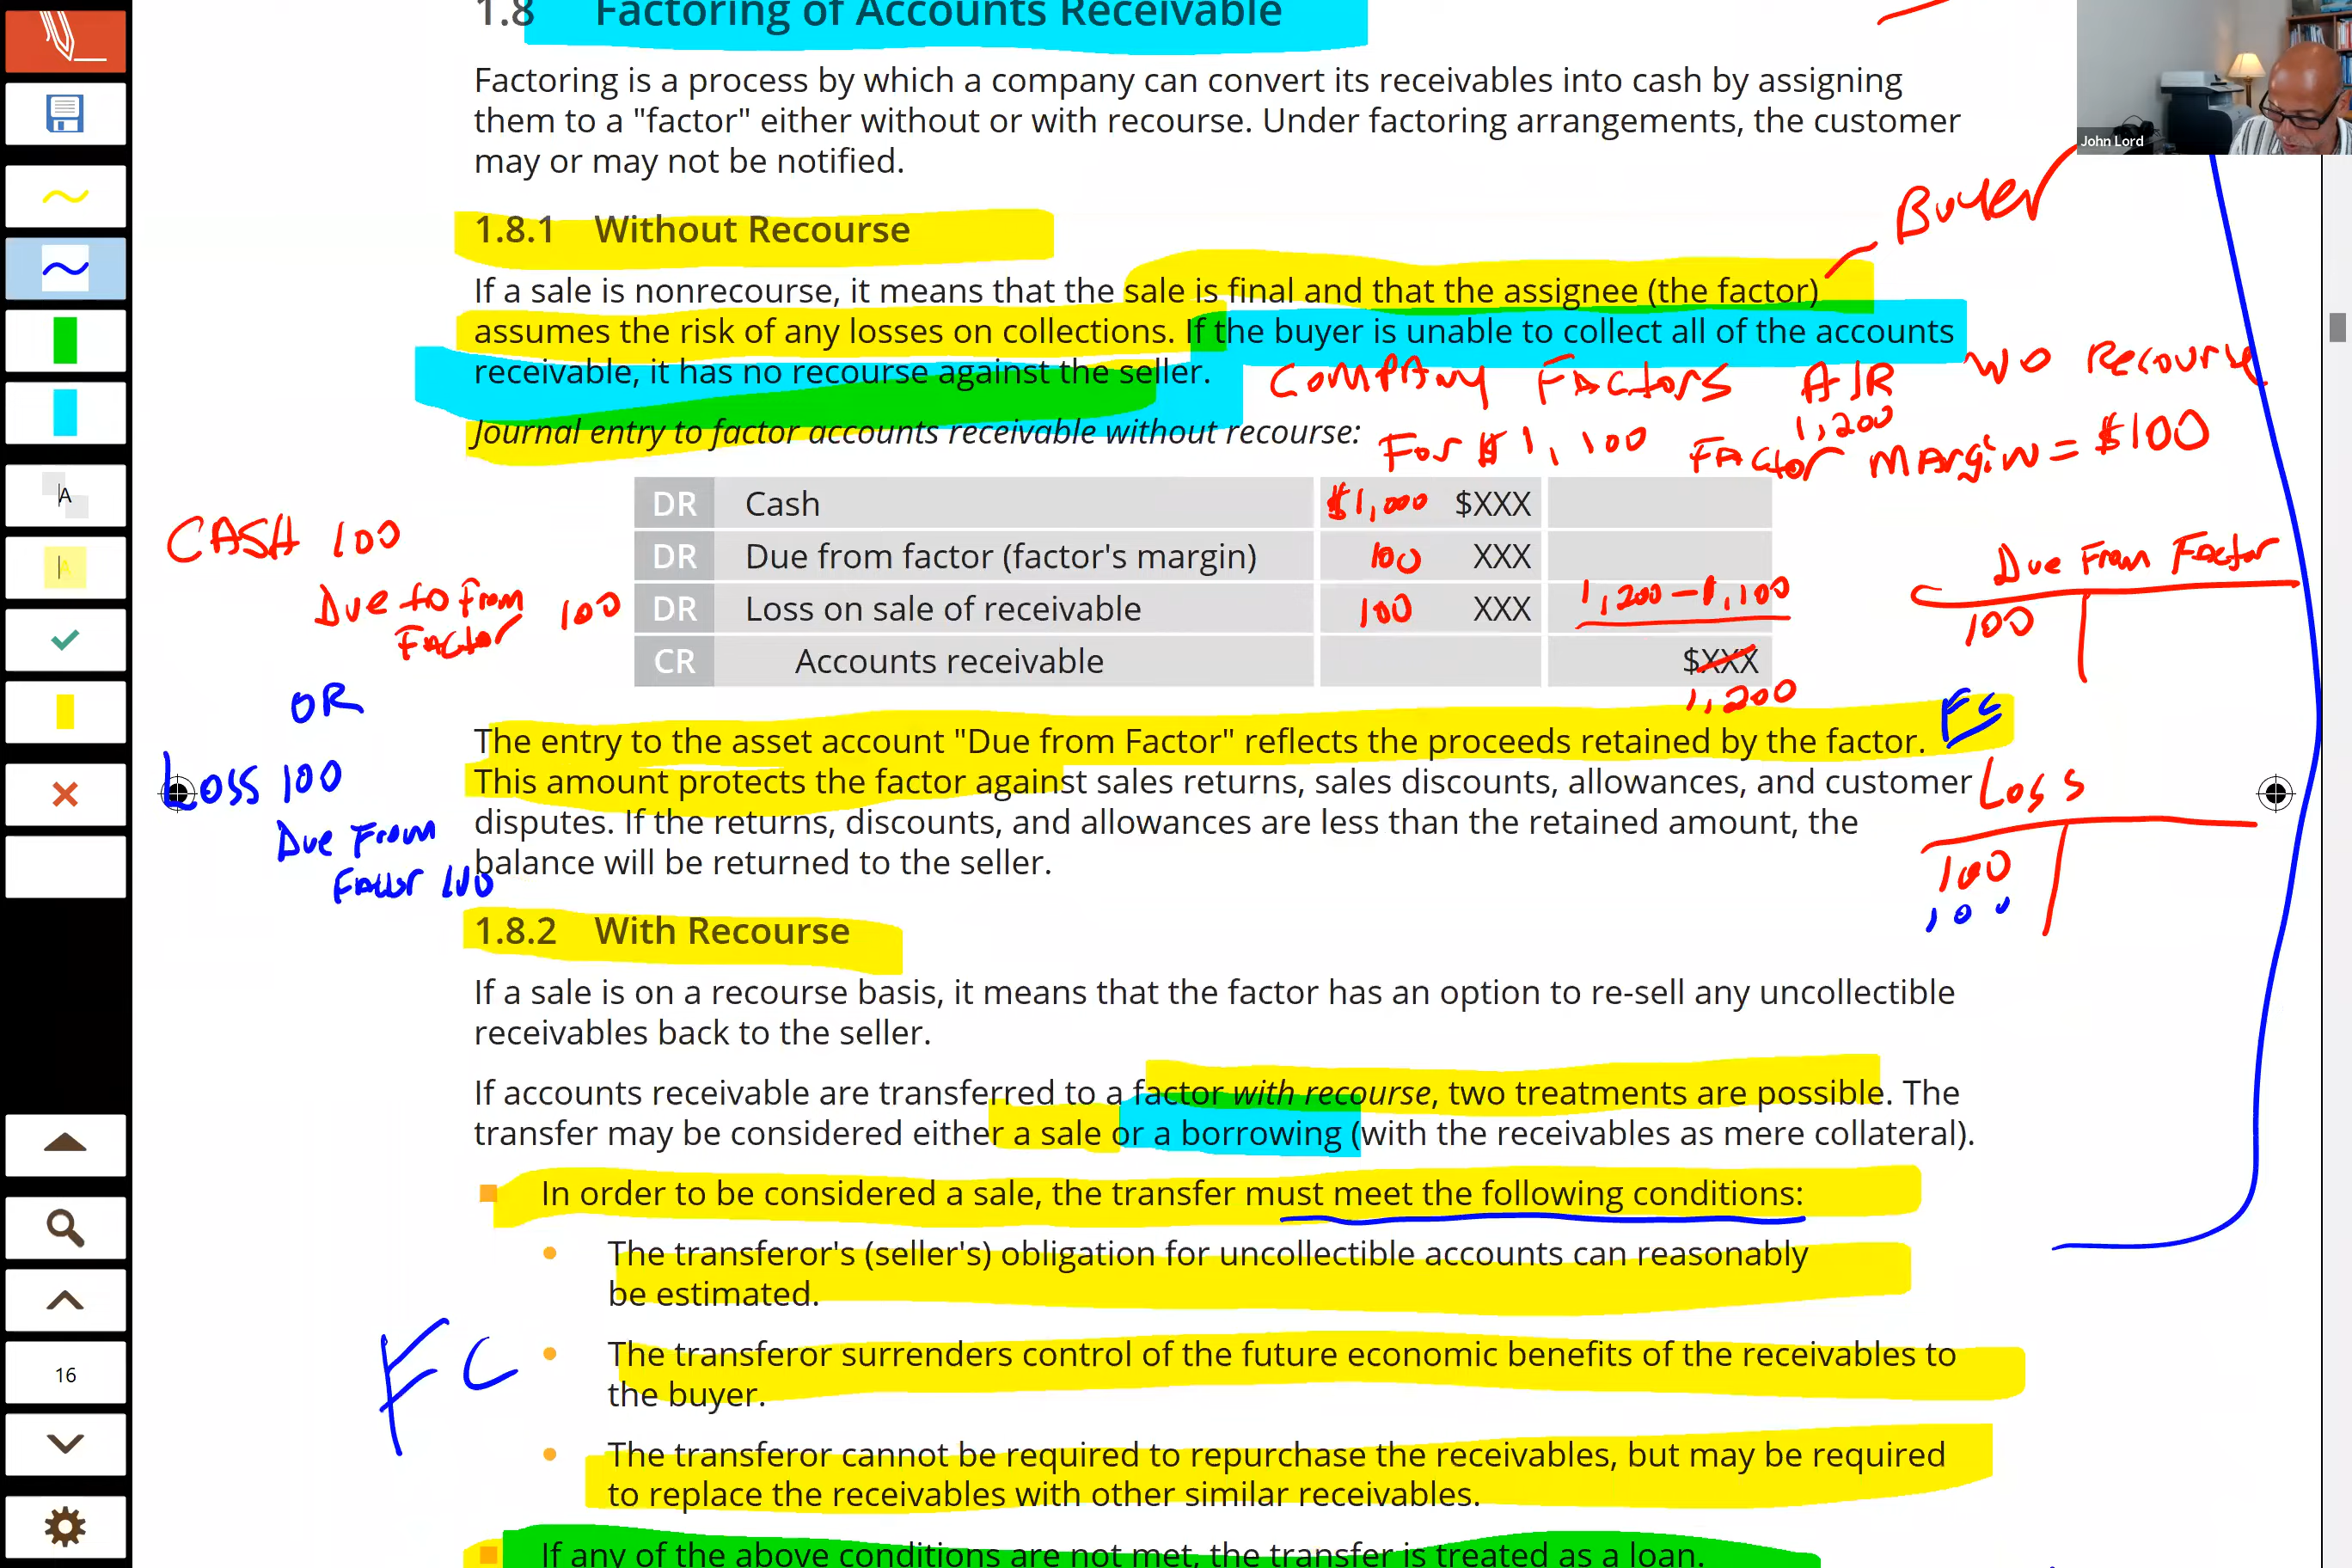 1.8 Factoring of Accounts Receivable
Factoring is a process by which a company can convert its receivables into cash by assigning
them to a "factor" either without or with recourse. Under factoring arrangements, the customer
may or may not be notified.
John Lord
Buyer
1.8.1 Without Recourse
If a sale is nonrecourse, it means that the sale is final and that the assignee (the factor)
assumes the risk of any losses on collections. If the buyer is unable to collect all of the accounts
receivable, it has no recourse against the seller.
Company Factors A/R wo Recourse
1,200
Journal entry to factor accounts receivable without recourse:
For $1,100 Factor margin = $100
DR Cash $1,000 $XXX
DR Due from factor (factor's margin) 100 XXX
DR Loss on sale of receivable 100 XXX 1,200 - 1,100
CR Accounts receivable $XXX
1,200
CASH 100
Due to From
Factor 100
OR
Loss 100
Due From
Factor 100
Due From Factor
100
The entry to the asset account "Due from Factor" reflects the proceeds retained by the factor.
This amount protects the factor against sales returns, sales discounts, allowances, and customer
disputes. If the returns, discounts, and allowances are less than the retained amount, the
balance will be returned to the seller.
Loss
100
100
1.8.2 With Recourse
If a sale is on a recourse basis, it means that the factor has an option to re-sell any uncollectible
receivables back to the seller.
If accounts receivable are transferred to a factor with recourse, two treatments are possible. The
transfer may be considered either a sale or a borrowing (with the receivables as mere collateral).
In order to be considered a sale, the transfer must meet the following conditions:
The transferor's (seller's) obligation for uncollectible accounts can reasonably
be estimated.
FC
The transferor surrenders control of the future economic benefits of the receivables to
the buyer.
The transferor cannot be required to repurchase the receivables, but may be required
to replace the receivables with other similar receivables.
If any of the above conditions are not met, the transfer is treated as a loan.
A
A
16